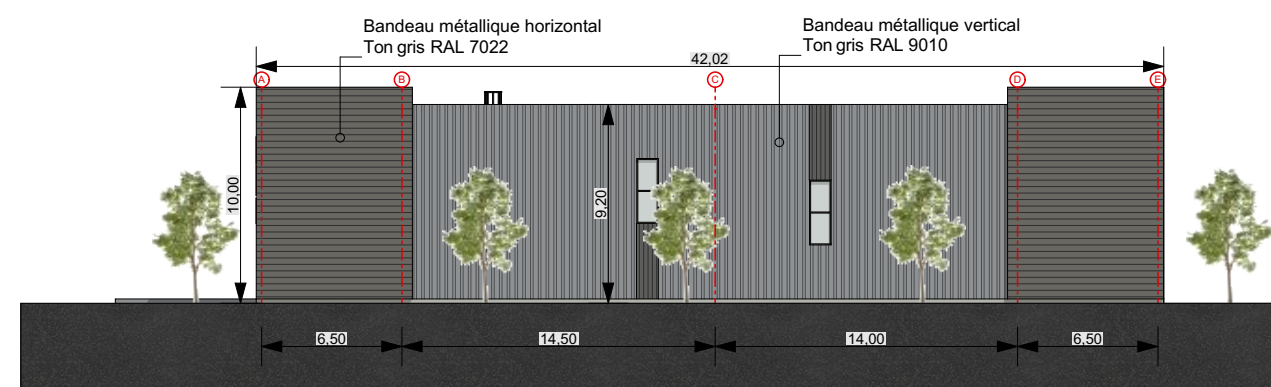 Bandeau métallique horizontal
Ton gris RAL 7022
Bandeau métallique vertical
Ton gris RAL 9010
42,02
A
B
C
D
E
10,00
9,20
6,50
14,50
14,00
6,50